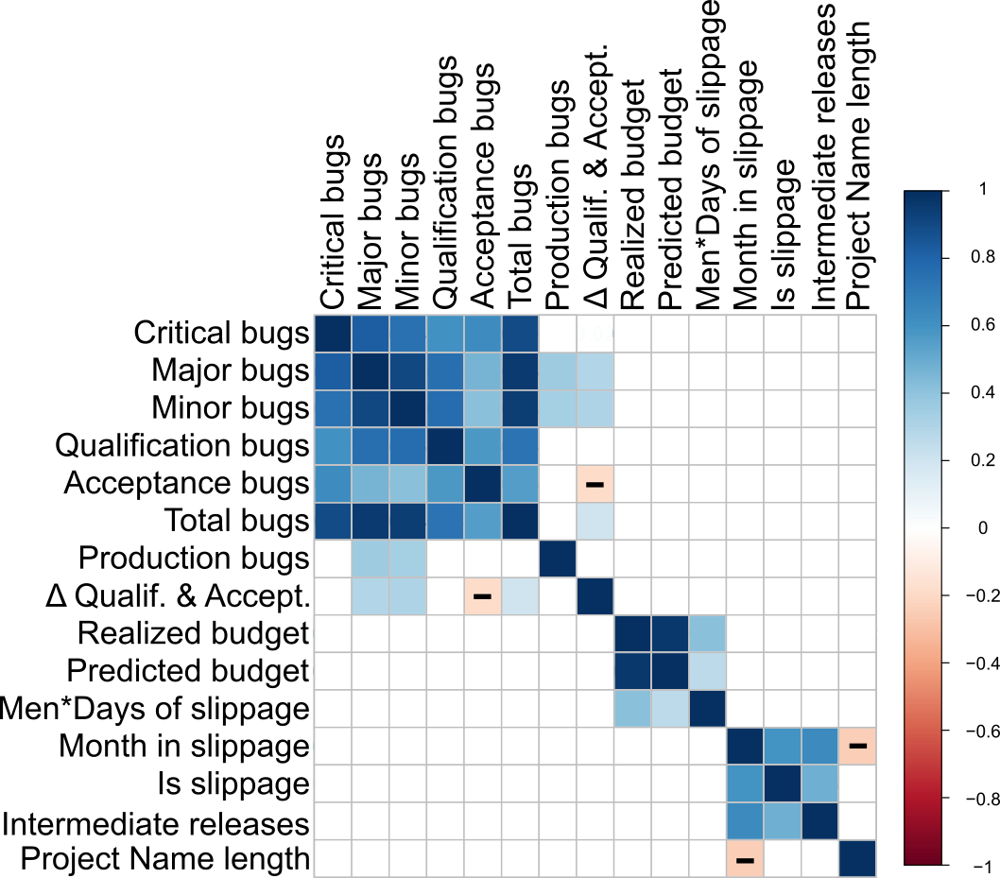 Critical bugs
Major bugs
Minor bugs
Qualification bugs
Acceptance bugs
Total bugs
Production bugs
Δ Qualif. & Accept.
Realized budget
Predicted budget
Men*Days of slippage
Month in slippage
Is slippage
Intermediate releases
Project Name length
Critical bugs
Major bugs
Minor bugs
Qualification bugs
Acceptance bugs
Total bugs
Production bugs
Δ Qualif. & Accept.
Realized budget
Predicted budget
Men*Days of slippage
Month in slippage
Is slippage
Intermediate releases
Project Name length
1
0.8
0.6
0.4
0.2
0
−0.2
−0.4
−0.6
−0.8
−1